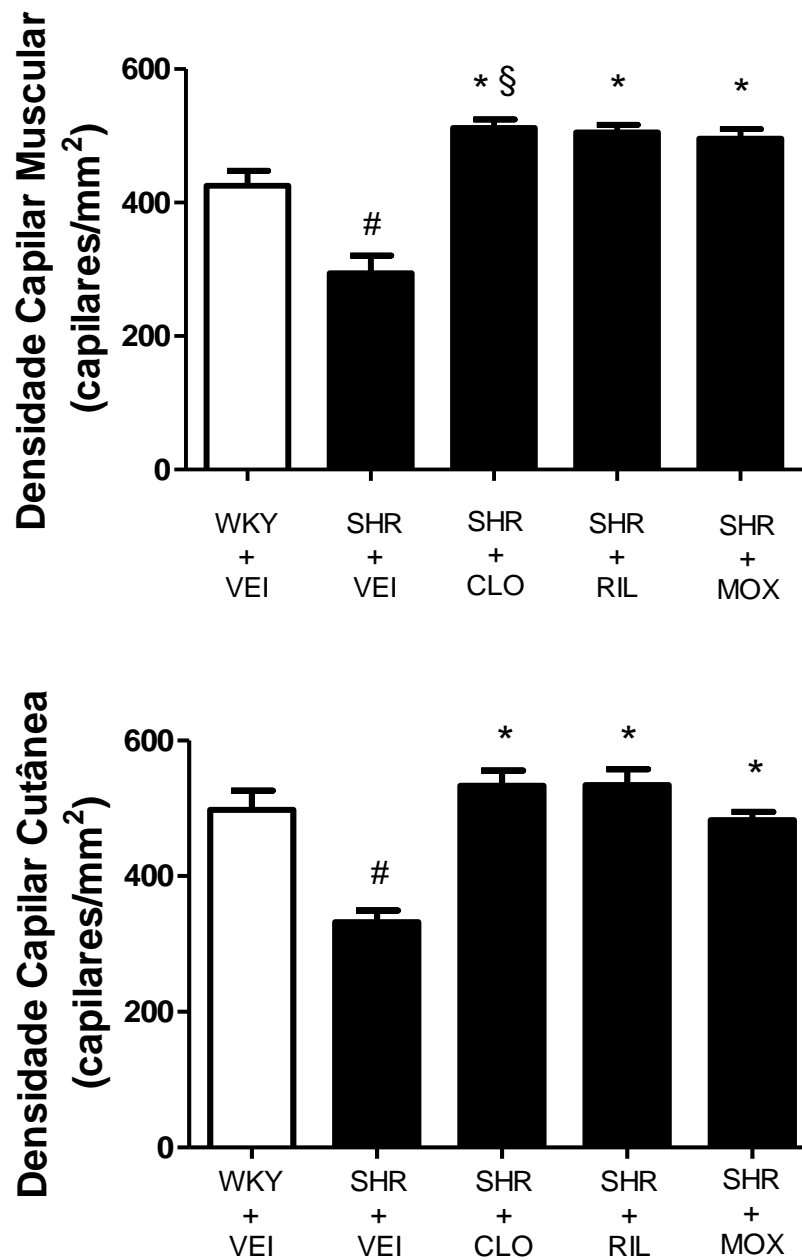 Densidade Capilar Muscular
(capilares/mm²)
600
400
200
0
#
* §
*
*
WKY
+
VEI
SHR
+
VEI
SHR
+
CLO
SHR
+
RIL
SHR
+
MOX
Densidade Capilar Cutânea
(capilares/mm²)
600
400
200
0
#
*
*
*
WKY
+
VEI
SHR
+
VEI
SHR
+
CLO
SHR
+
RIL
SHR
+
MOX